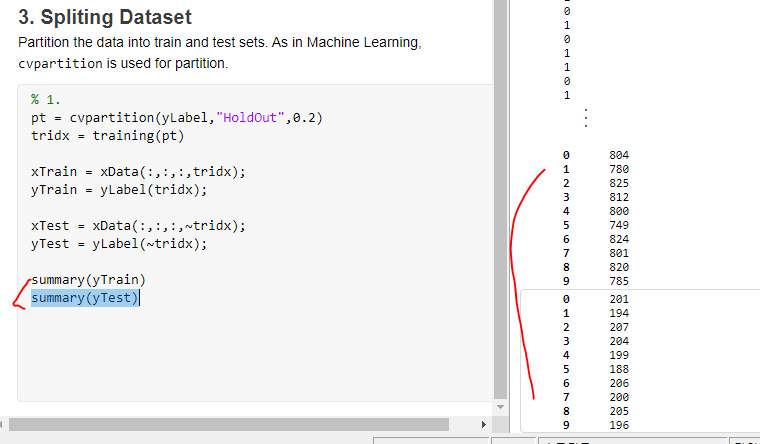 3. Spliting Dataset
Partition the data into train and test sets. As in Machine Learning,
cvpartition is used for partition.
% 1.
pt = cvpartition(yLabel,"HoldOut",0.2)
tridx = training(pt)
xTrain = xData(:,:,:,tridx);
yTrain = yLabel(tridx);
xTest = xData(:,:,:,~tridx);
yTest = yLabel(~tridx);
summary(yTrain)
summary(yTest)
0
1
0
1
1
0
1
⋮
0 804
1 780
2 825
3 812
4 800
5 749
6 824
7 801
8 820
9 785
0 201
1 194
2 207
3 204
4 199
5 188
6 206
7 200
8 205
9 196